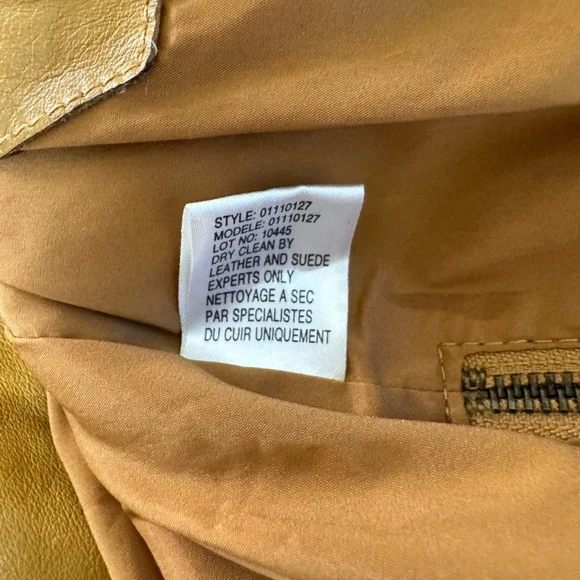 STYLE: 01110127
MODELE: 01110127
LOT NO: 10445
DRY CLEAN BY
LEATHER AND SUEDE
EXPERTS ONLY
NETTOYAGE A SEC
PAR SPECIALISTES
DU CUIR UNIQUEMENT